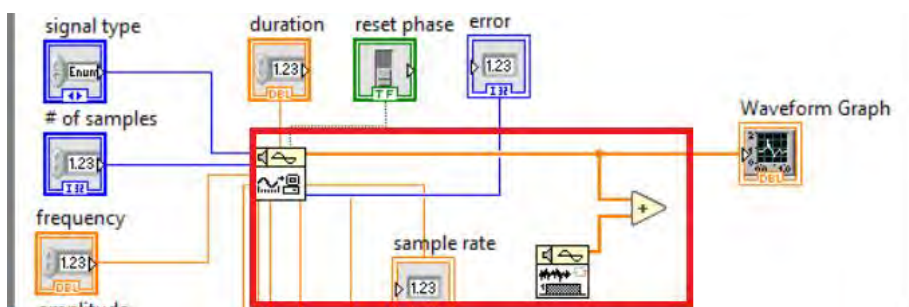 signal type
duration
reset phase
error
Enum
1.23
DBL
TF
1.23
I32
# of samples
1.23
I32
Waveform Graph
DBL
frequency
1.23
DBL
sample rate
1.23
+